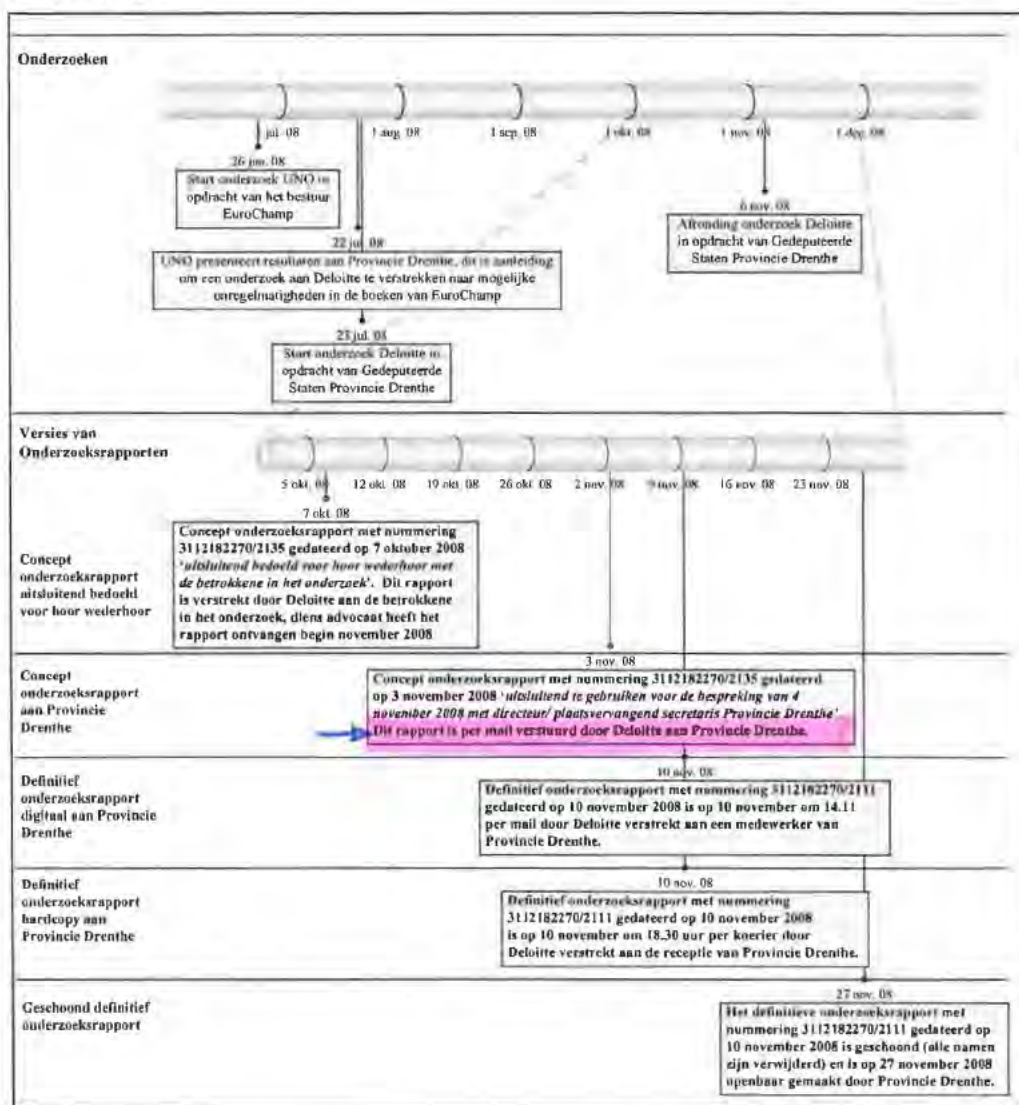 Onderzoeken
jul. 08
1 aug. 08
1 sep. 08
1 okt. 08
1 nov. 08
1 dec. 08
26 jun. 08
Start onderzoek UNO in
opdracht van het bestuur
EuroChamp
22 jul. 08
UNO presenteert resultaten aan Provincie Drenthe, dit is aanleiding
om een onderzoek aan Deloitte te verstrekken naar mogelijke
onregelmatigheden in de boeken van EuroChamp
23 jul. 08
Start onderzoek Deloitte in
opdracht van Gedeputeerde
Staten Provincie Drenthe
6 nov. 08
Afronding onderzoek Deloitte
in opdracht van Gedeputeerde
Staten Provincie Drenthe
Versies van
Onderzoeksrapporten
5 okt. 08
12 okt. 08
19 okt. 08
26 okt. 08
2 nov. 08
9 nov. 08
16 nov. 08
23 nov. 08
Concept
onderzoeksrapport
uitsluitend bedoeld
voor hoor wederhoor
7 okt. 08
Concept onderzoeksrapport met nummering
3112182270/2135 gedateerd op 7 oktober 2008
'uitsluitend bedoeld voor hoor wederhoor met
de betrokkene in het onderzoek'. Dit rapport
is verstrekt door Deloitte aan de betrokkene
in het onderzoek, diens advocaat heeft het
rapport ontvangen begin november 2008
Concept
onderzoeksrapport
aan Provincie
Drenthe
3 nov. 08
Concept onderzoeksrapport met nummering 3112182270/2135 gedateerd
op 3 november 2008 'uitsluitend te gebruiken voor de bespreking van 4
november 2008 met directeur/ plaatsvervangend secretaris Provincie Drenthe'
Dit rapport is per mail verstuurd door Deloitte aan Provincie Drenthe.
Definitief
onderzoeksrapport
digitaal aan Provincie
Drenthe
10 nov. 08
Definitief onderzoeksrapport met nummering 3112182270/2111
gedateerd op 10 november 2008 is op 10 november om 14.11
per mail door Deloitte verstrekt aan een medewerker van
Provincie Drenthe.
Definitief
onderzoeksrapport
hardcopy aan
Provincie Drenthe
10 nov. 08
Definitief onderzoeksrapport met nummering
3112182270/2111 gedateerd op 10 november 2008
is op 10 november om 18.30 uur per koerier door
Deloitte verstrekt aan de receptie van Provincie Drenthe.
Geschoond definitief
onderzoeksrapport
27 nov. 08
Het definitieve onderzoeksrapport met
nummering 3112182270/2111 gedateerd op
10 november 2008 is geschoond (alle namen
zijn verwijderd) en is op 27 november 2008
openbaar gemaakt door Provincie Drenthe.